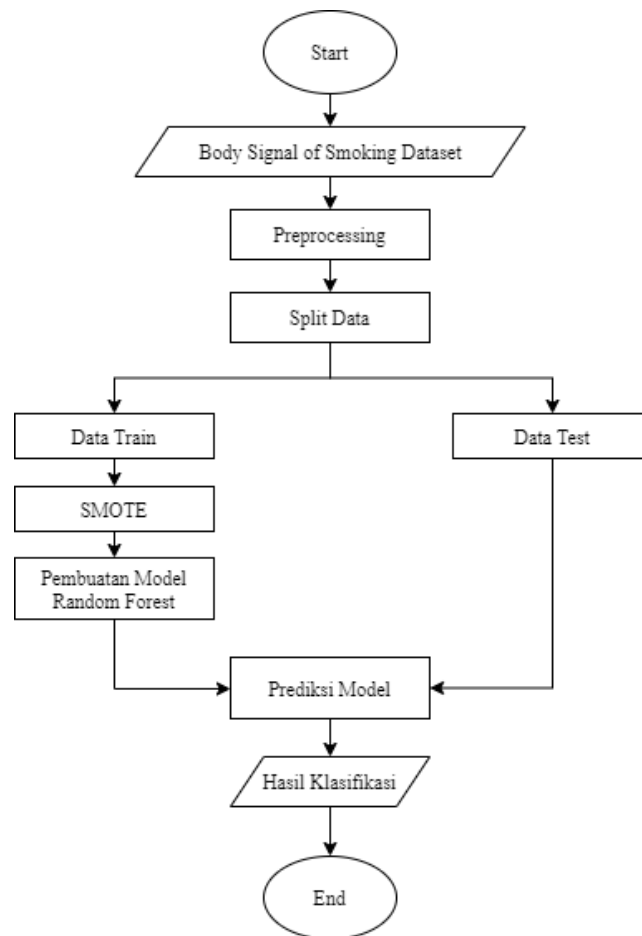 Start
Body Signal of Smoking Dataset
Preprocessing
Split Data
Data Train
Data Test
SMOTE
Pembuatan Model
Random Forest
Prediksi Model
Hasil Klasifikasi
End